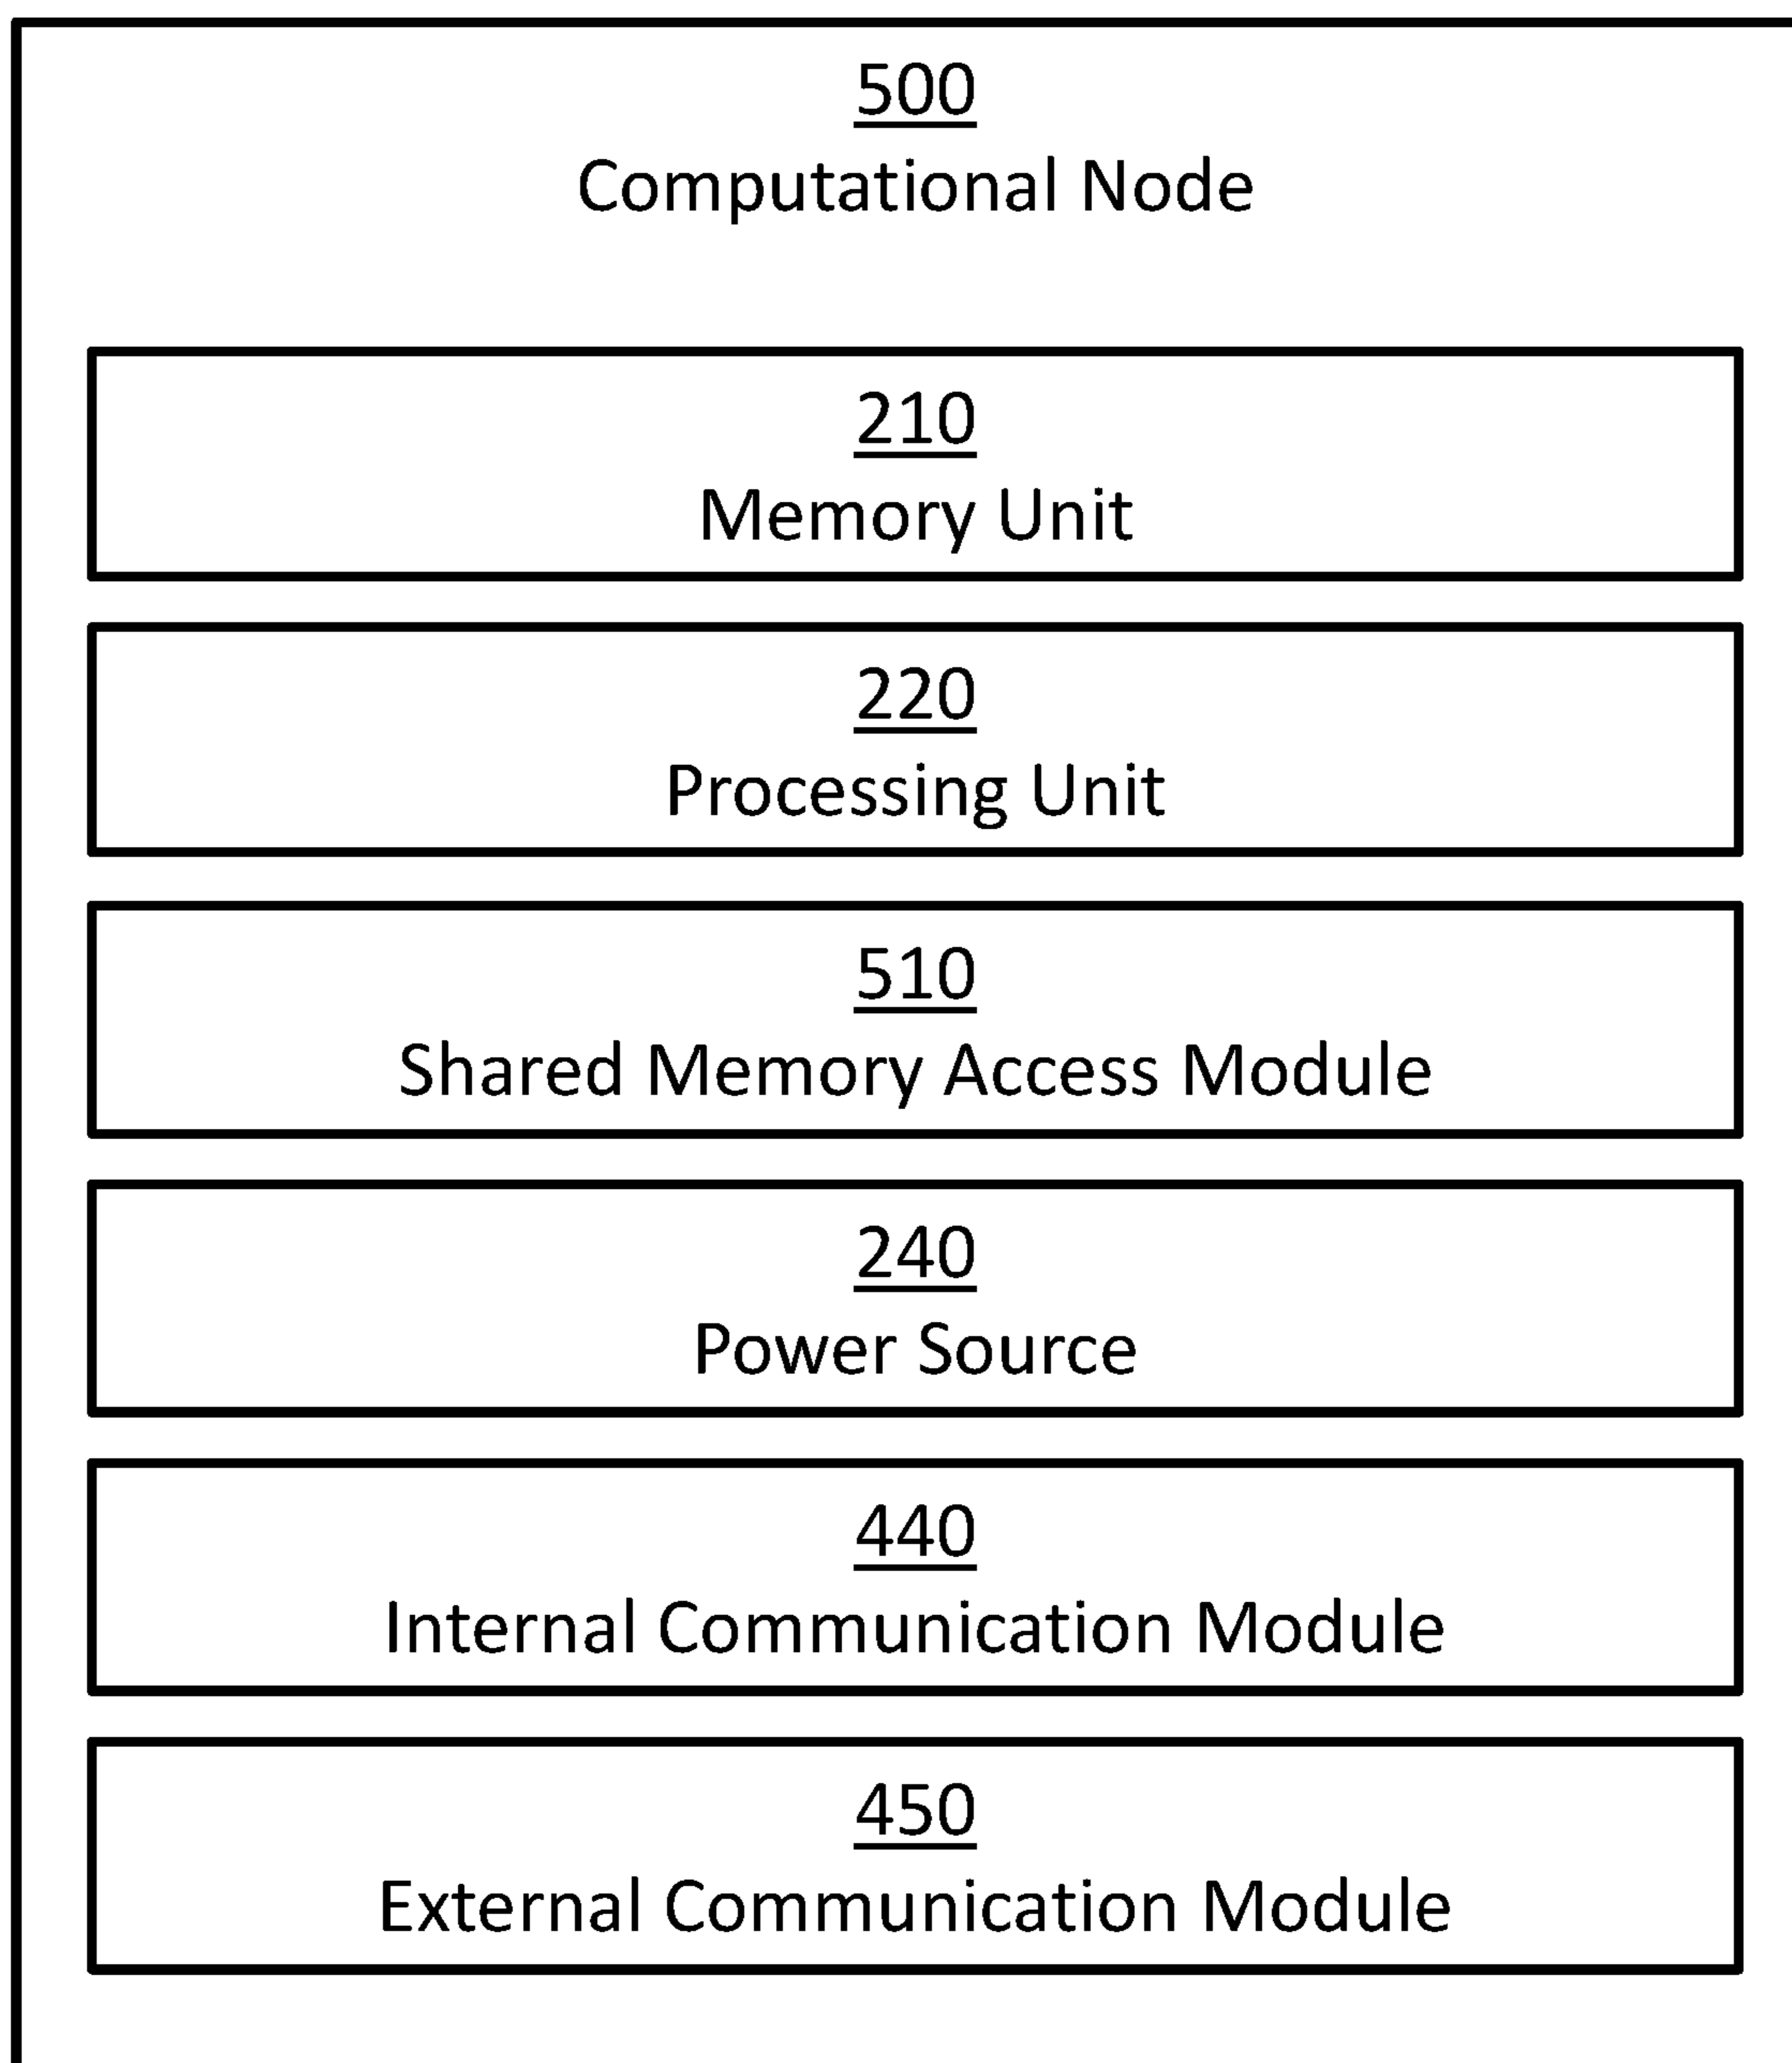 500
Computational Node
210
Memory Unit
220
Processing Unit
510
Shared Memory Access Module
240
Power Source
440
Internal Communication Module
450
External Communication Module